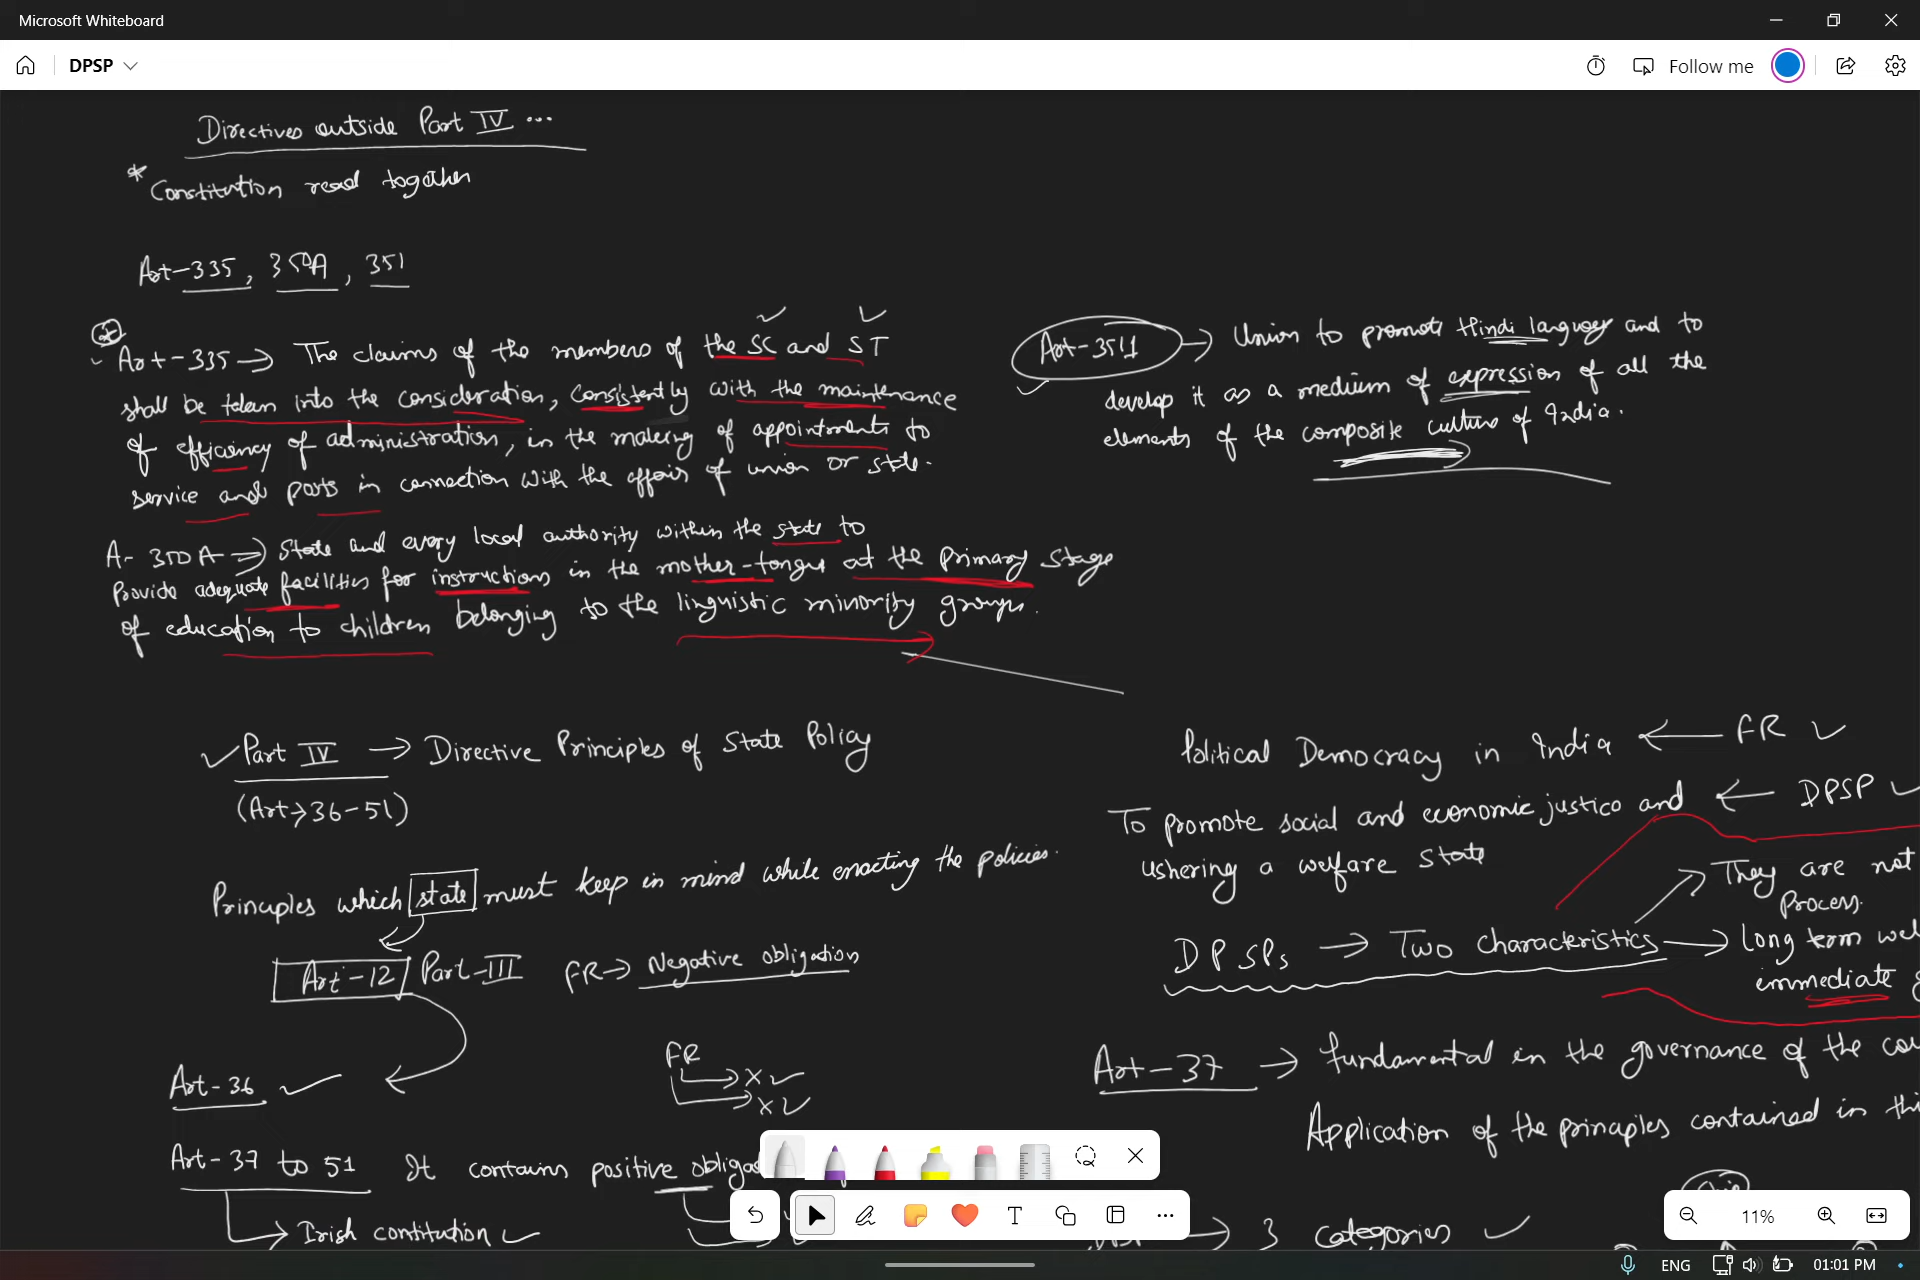 Microsoft Whiteboard
DPSP
Follow me
Directives outside Part IV ...
* Constitution read together
Art-335, 350A, 351
Art-335 → The claims of the members of the SC and ST
shall be taken into the consideration, consistently with the maintenance
of efficiency of administration, in the making of appointments to
service and posts in connection with the affairs of union or state.
A- 350A → State and every local authority within the state to
Provide adequate facilities for instructions in the mother-tongue at the primary stage
of education to children belonging to the linguistic minority groups.
Art-351 → Union to promote Hindi language and to
develop it as a medium of expression of all the
elements of the composite culture of India.
Part IV → Directive Principles of State Policy
(Art→36-51)
Principles which state must keep in mind while enacting the policies.
Art-12 Part-III FR→ Negative obligation
Art-36
FR
→ X
→ X
Art-37 to 51 It contains positive obliga
→ Irish contitution
Political Democracy in India ← FR
To promote social and economic justice and ← DPSP
ushering a welfare state
DPSPs → Two characteristics → They are not
Process.
→ Long term wel
immediate
Art-37 → fundamental in the governance of the cou
Application of the principles contained in thi
→ 3 categories
11%
ENG
01:01 PM